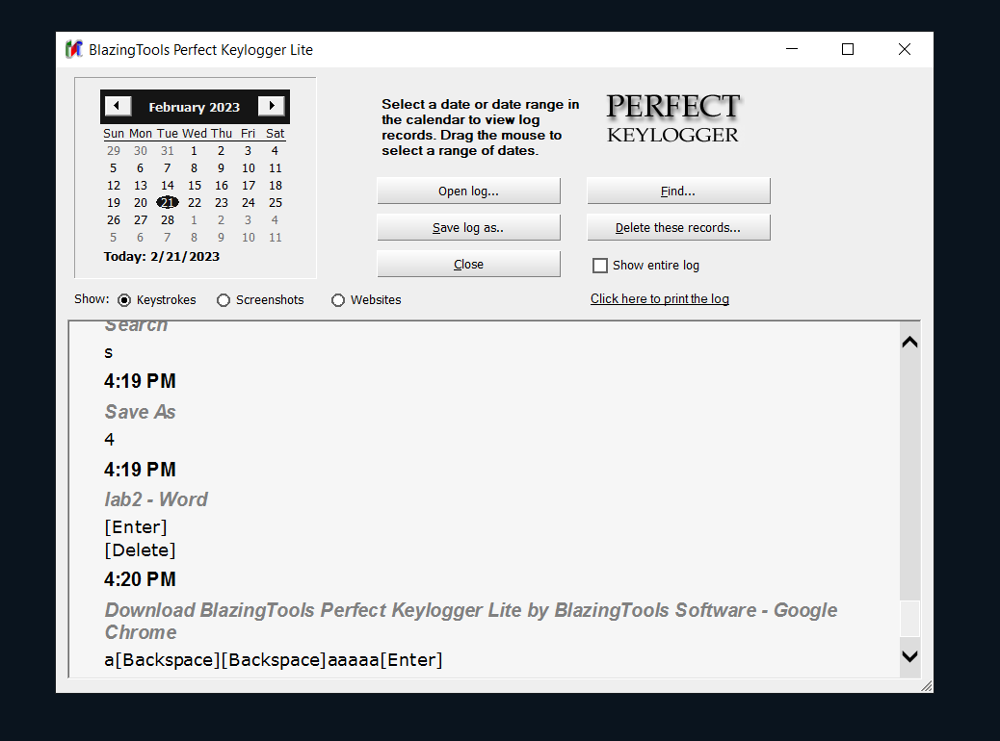 BlazingTools Perfect Keylogger Lite
February 2023
Sun Mon Tue Wed Thu Fri Sat
29 30 31 1 2 3 4
5 6 7 8 9 10 11
12 13 14 15 16 17 18
19 20 21 22 23 24 25
26 27 28 1 2 3 4
5 6 7 8 9 10 11
Today: 2/21/2023
Select a date or date range in
the calendar to view log
records. Drag the mouse to
select a range of dates.
PERFECT
KEYLOGGER
Open log...
Find...
Save log as..
Delete these records...
Close
Show entire log
Show:
Keystrokes
Screenshots
Websites
Click here to print the log
Search
s
4:19 PM
Save As
4
4:19 PM
lab2 - Word
[Enter]
[Delete]
4:20 PM
Download BlazingTools Perfect Keylogger Lite by BlazingTools Software - Google
Chrome
a[Backspace][Backspace]aaaaa[Enter]